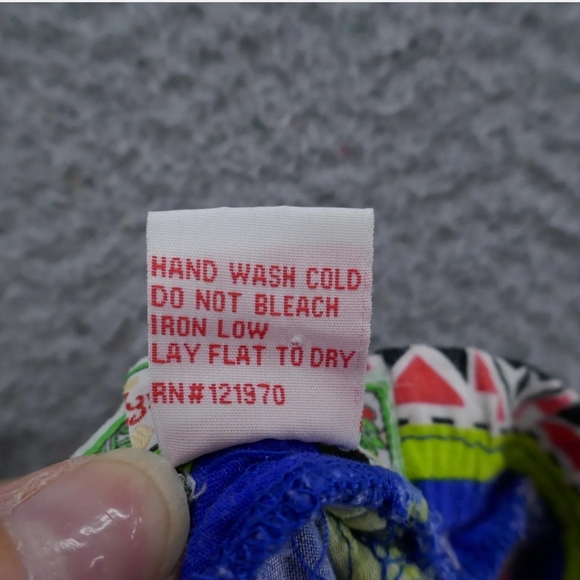 HAND WASH COLD
DO NOT BLEACH
IRON LOW
LAY FLAT TO DRY
RN#121970